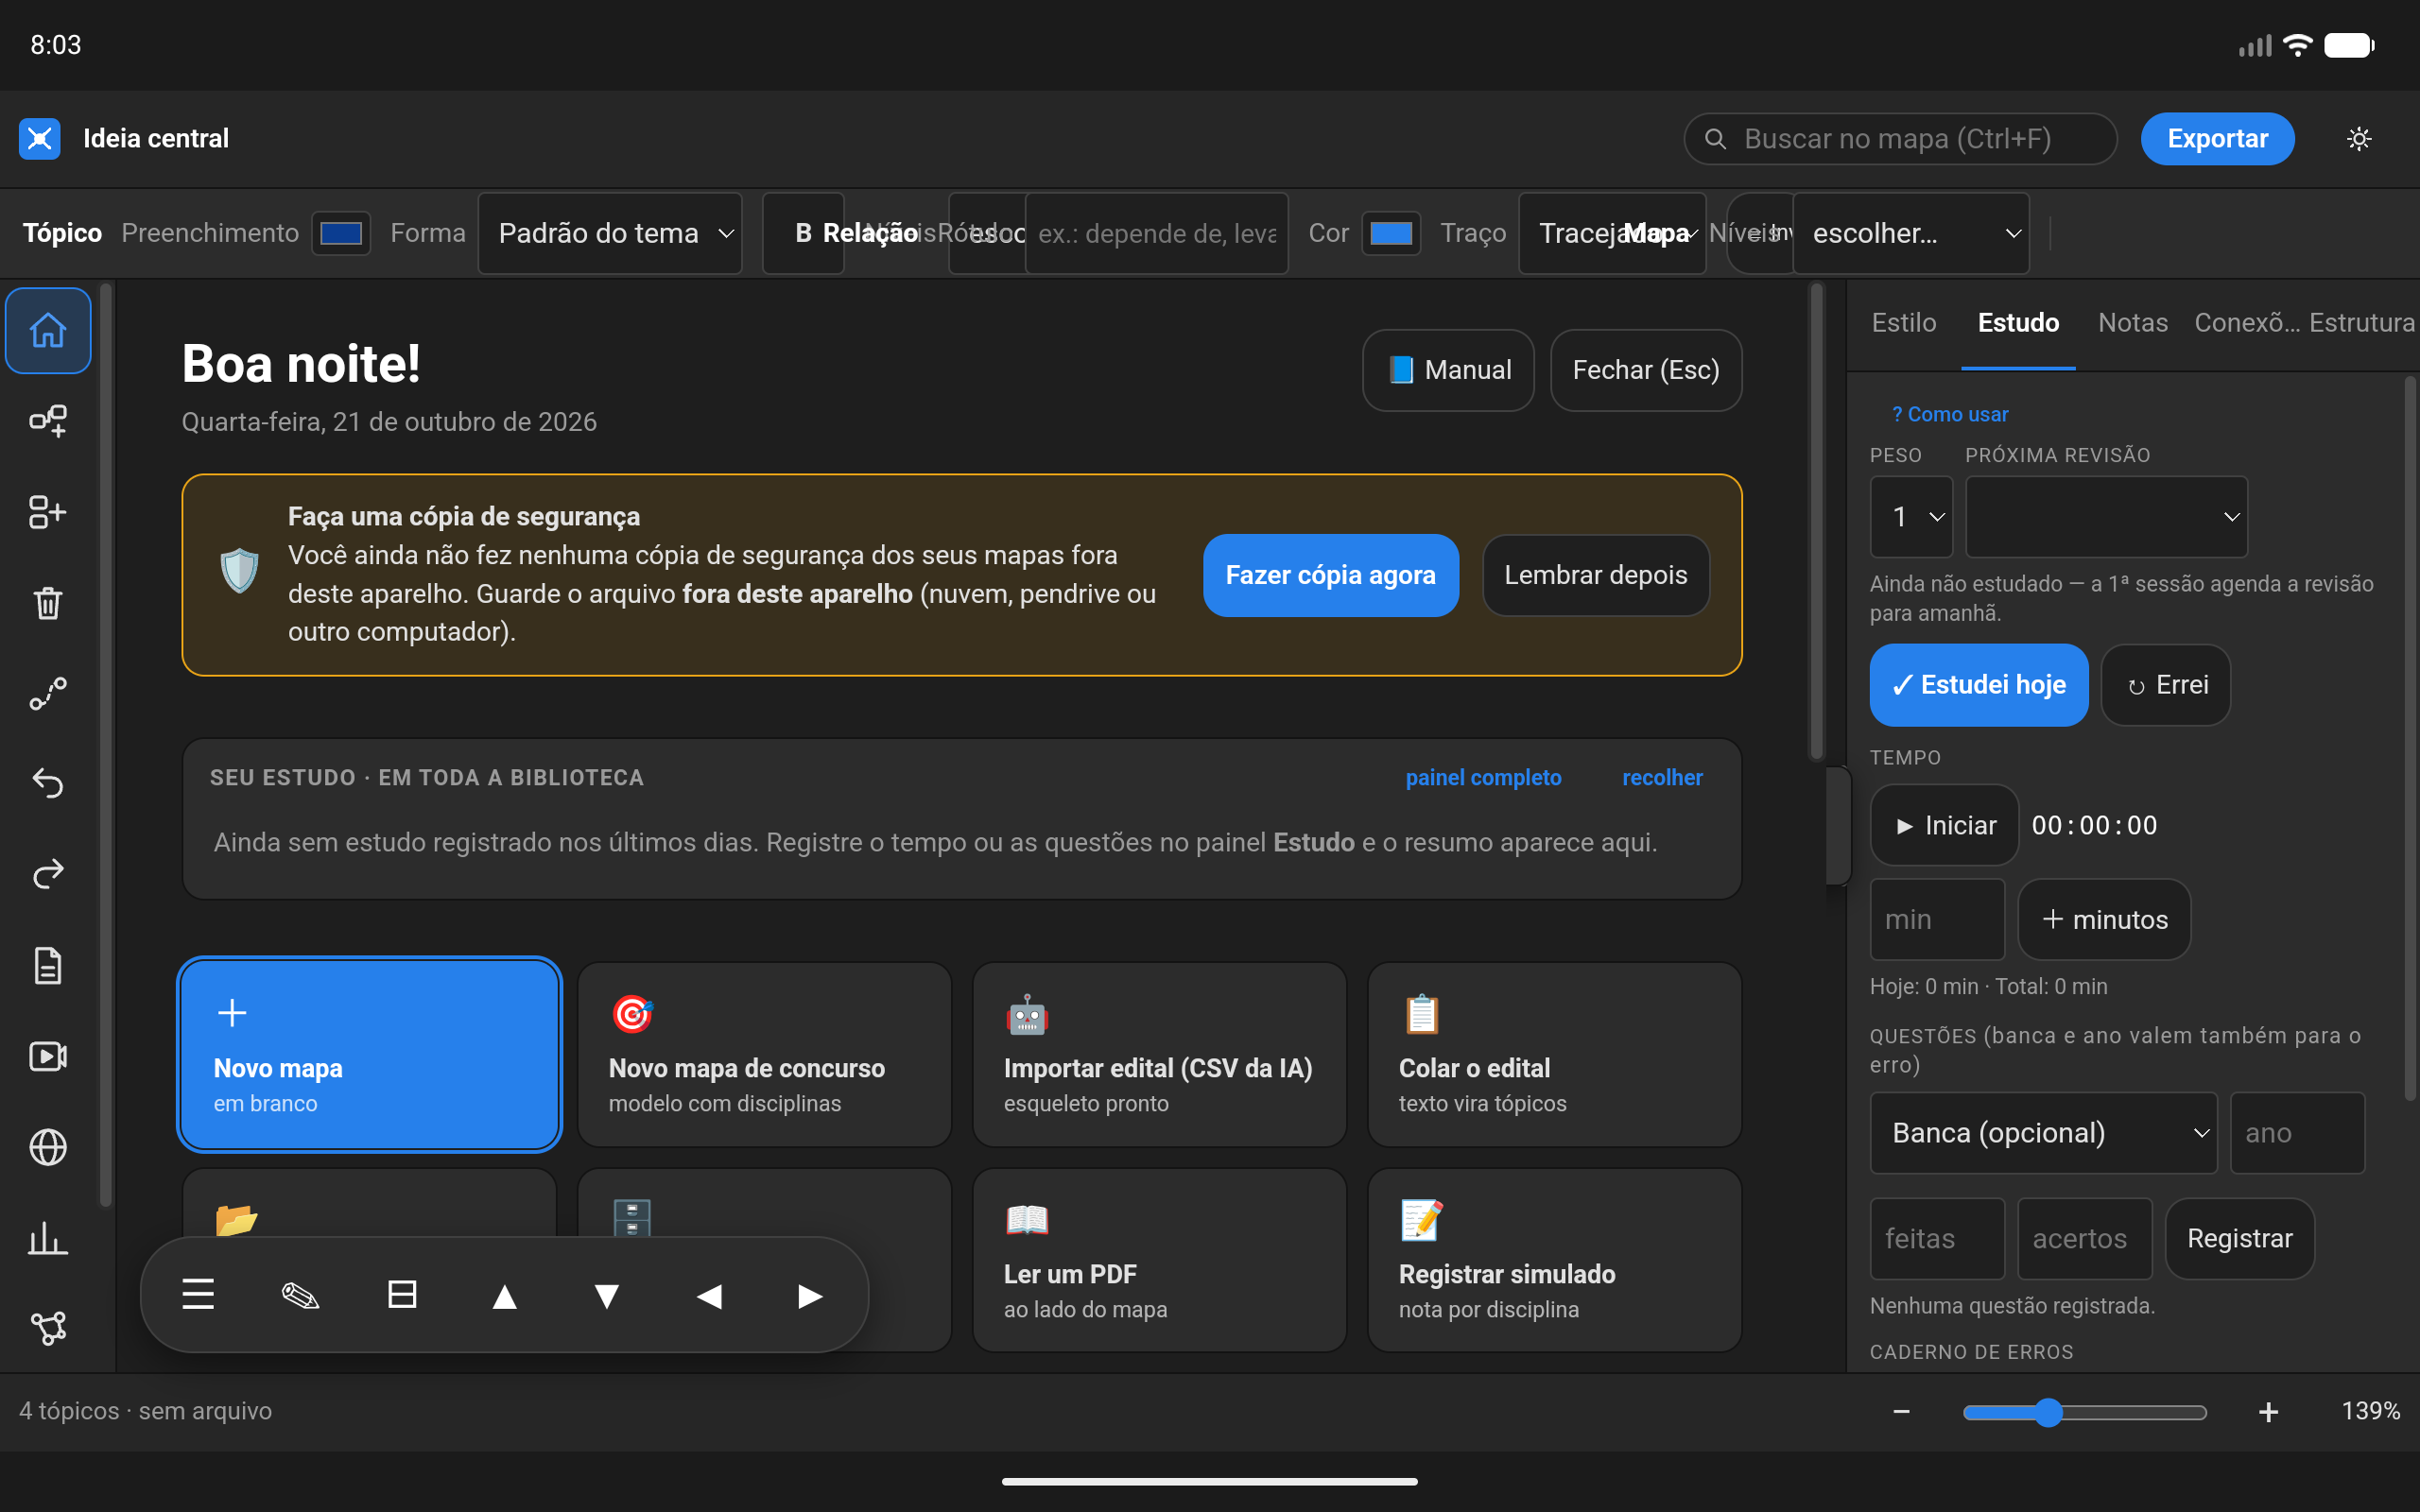 8:03
Ideia central
Buscar no mapa (Ctrl+F)
Exportar
Tópico Preenchimento Forma Padrão do tema B Relação Níveis Rótulo escolher ex.: depende de, leva Cor Traço Tracejado Mapa Níveis Inv escolher...
Estilo Estudo Notas Conexõ... Estrutura
Boa noite!
Quarta-feira, 21 de outubro de 2026
📘 Manual
Fechar (Esc)
Faça uma cópia de segurança
Você ainda não fez nenhuma cópia de segurança dos seus mapas fora
deste aparelho. Guarde o arquivo fora deste aparelho (nuvem, pendrive ou
outro computador).
Fazer cópia agora
Lembrar depois
SEU ESTUDO · EM TODA A BIBLIOTECA
painel completo
recolher
Ainda sem estudo registrado nos últimos dias. Registre o tempo ou as questões no painel Estudo e o resumo aparece aqui.
Novo mapa
em branco
Novo mapa de concurso
modelo com disciplinas
Importar edital (CSV da IA)
esqueleto pronto
Colar o edital
texto vira tópicos
Ler um PDF
ao lado do mapa
Registrar simulado
nota por disciplina
? Como usar
PESO PRÓXIMA REVISÃO
1
Ainda não estudado — a 1ª sessão agenda a revisão
para amanhã.
✓ Estudei hoje
↻ Errei
TEMPO
▶ Iniciar 00:00:00
min
+ minutos
Hoje: 0 min · Total: 0 min
QUESTÕES (banca e ano valem também para o
erro)
Banca (opcional)
ano
feitas
acertos
Registrar
Nenhuma questão registrada.
CADERNO DE ERROS
4 tópicos · sem arquivo
− + 139%